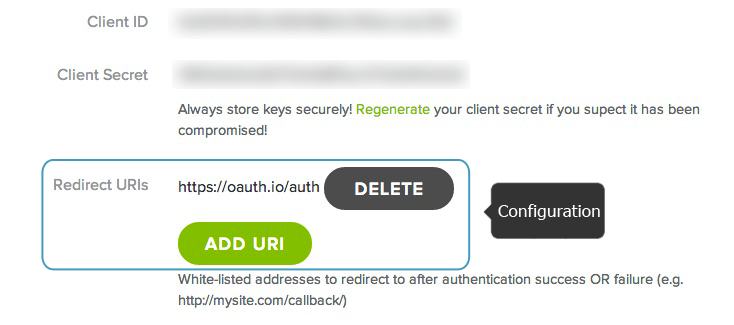 Client ID
Client Secret
Always store keys securely! Regenerate your client secret if you supect it has been
compromised!
Redirect URIs https://oauth.io/auth DELETE
Configuration
ADD URI
White-listed addresses to redirect to after authentication success OR failure (e.g.
http://mysite.com/callback/)